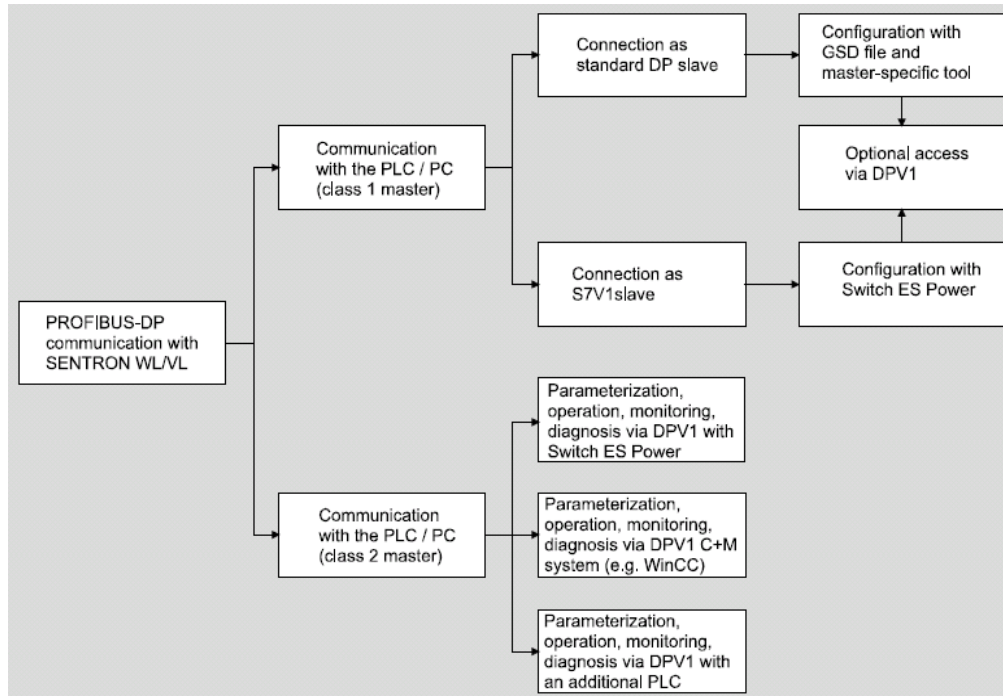 Connection as
standard DP slave
Configuration with
GSD file and
master-specific tool
Communication
with the PLC / PC
(class 1 master)
Optional access
via DPV1
Connection as
S7V1slave
Configuration with
Switch ES Power
PROFIBUS-DP
communication with
SENTRON WL/VL
Parameterization,
operation, monitoring,
diagnosis via DPV1 with
Switch ES Power
Communication
with the PLC / PC
(class 2 master)
Parameterization,
operation, monitoring,
diagnosis via DPV1 C+M
system (e.g. WinCC)
Parameterization,
operation, monitoring,
diagnosis via DPV1 with
an additional PLC